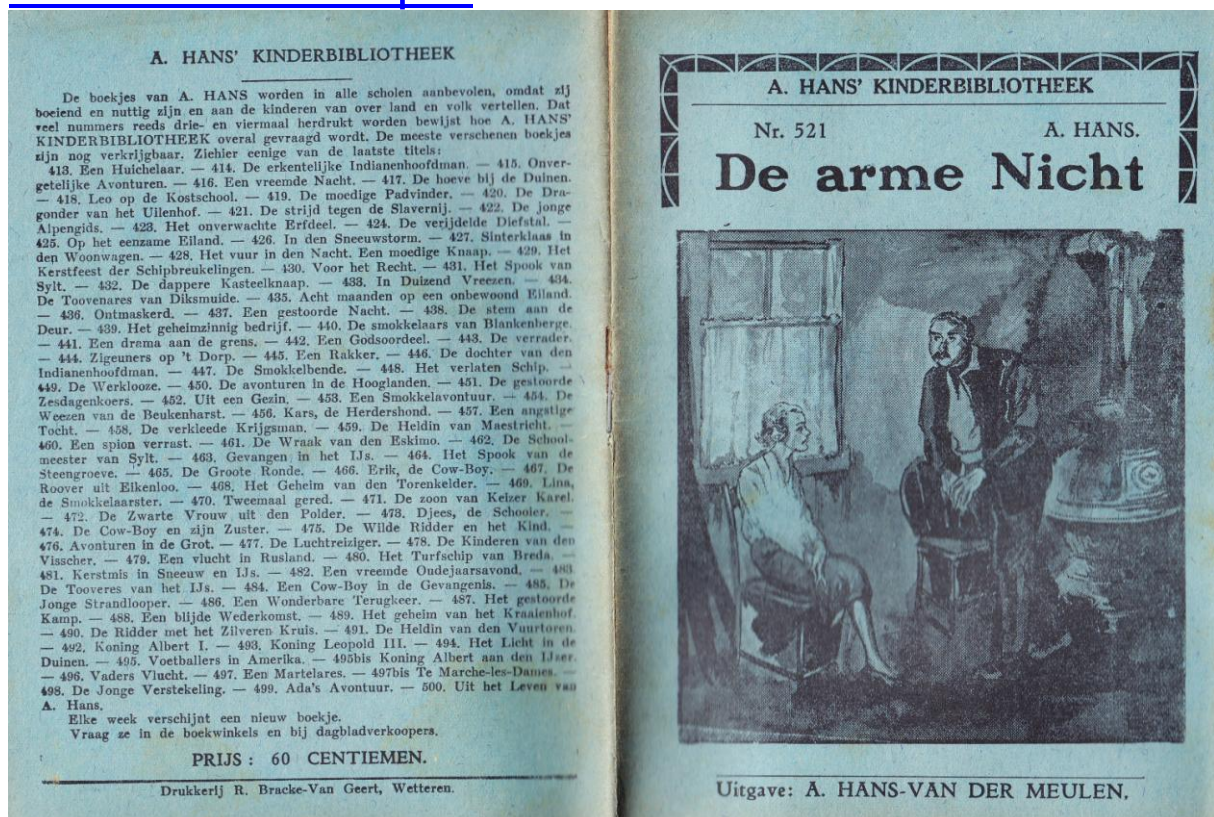 A. HANS' KINDERBIBLIOTHEEK
De boekjes van A. HANS worden in alle scholen aanbevolen, omdat zij
boeiend en nuttig zijn en aan de kinderen van over land en volk vertellen. Dat
veel nummers reeds drie- en viermaal herdrukt worden bewijst hoe A. HANS'
KINDERBIBLIOTHEEK overal gevraagd wordt. De meeste verschenen boekjes
zijn nog verkrijgbaar. Ziehier eenige van de laatste titels:
413. Een Huichelaar. — 414. De erkentelijke Indianenhoofdman. — 415. Onver-
getelijke Avonturen. — 416. Een vreemde Nacht. — 417. De hoeve bij de Duinen.
— 418. Leo op de Kostschool. — 419. De moedige Padvinder. — 420. De Dra-
gonder van het Uilenhof. — 421. De strijd tegen de Slavernij. — 422. De jonge
Alpengids. — 423. Het onverwachte Erfdeel. — 424. De verijdelde Diefstal. —
425. Op het eenzame Eiland. — 426. In den Sneeuwstorm. — 427. Sinterklaas in
den Woonwagen. — 428. Het vuur in den Nacht. Een moedige Knaap. — 429. Het
Kerstfeest der Schipbreukelingen. — 430. Voor het Recht. — 431. Het Spook van
Sylt. — 432. De dappere Kasteelknaap. — 433. In Duizend Vreezen. — 434.
De Toovenares van Diksmuide. — 435. Acht maanden op een onbewoond Eiland.
— 436. Ontmaskerd. — 437. Een gestoorde Nacht. — 438. De stem aan de
Deur. — 439. Het geheimzinnig bedrijf. — 440. De smokkelaars van Blankenberge.
— 441. Een drama aan de grens. — 442. Een Godsoordeel. — 443. De verrader.
— 444. Zigeuners op 't Dorp. — 445. Een Rakker. — 446. De dochter van den
Indianenhoofdman. — 447. De Smokkelbende. — 448. Het verlaten Schip. —
449. De Werklooze. — 450. De avonturen in de Hooglanden. — 451. De gestoorde
Zesdagenkoers. — 452. Uit een Gezin. — 453. Een Smokkelavontuur. — 454. De
Weezen van de Beukenharst. — 456. Kars, de Herdershond. — 457. Een angstige
Tocht. — 458. De verkleede Krijgsman. — 459. De Heldin van Maestricht. —
460. Een spion verrast. — 461. De Wraak van den Eskimo. — 462. De School-
meester van Sylt. — 463. Gevangen in het IJs. — 464. Het Spook van de
Steengroeve. — 465. De Groote Ronde. — 466. Erik, de Cow-Boy. — 467. De
Roover uit Eikenloo. — 468. Het Geheim van den Torenkelder. — 469. Lina,
de Smokkelaarster. — 470. Tweemaal gered. — 471. De zoon van Keizer Karel.
— 472. De Zwarte Vrouw uit den Polder. — 473. Djees, de Schooier. —
474. De Cow-Boy en zijn Zuster. — 475. De Wilde Ridder en het Kind. —
476. Avonturen in de Grot. — 477. De Luchtreiziger. — 478. De Kinderen van den
Visscher. — 479. Een vlucht in Rusland. — 480. Het Turfschip van Breda. —
481. Kerstmis in Sneeuw en IJs. — 482. Een vreemde Oudejaarsavond. — 483
De Tooveres van het IJs. — 484. Een Cow-Boy in de Gevangenis. — 485. De
Jonge Strandlooper. — 486. Een Wonderbare Terugkeer. — 487. Het gestoorde
Kamp. — 488. Een blijde Wederkomst. — 489. Het geheim van het Kraaienhof.
— 490. De Ridder met het Zilveren Kruis. — 491. De Heldin van den Vuurtoren.
— 492. Koning Albert I. — 493. Koning Leopold III. — 494. Het Licht in de
Duinen. — 495. Voetballers in Amerika. — 495bis Koning Albert aan den IJzer.
— 496. Vaders Vlucht. — 497. Een Martelares. — 497bis Te Marche-les-Dames. —
498. De Jonge Verstekeling. — 499. Ada's Avontuur. — 500. Uit het Leven van
A. Hans.
Elke week verschijnt een nieuw boekje.
Vraag ze in de boekwinkels en bij dagbladverkoopers.
PRIJS : 60 CENTIEMEN.
Drukkerij R. Bracke-Van Geert, Wetteren.
A. HANS' KINDERBIBLIOTHEEK
Nr. 521 A. HANS.
De arme Nicht
Uitgave: A. HANS-VAN DER MEULEN.